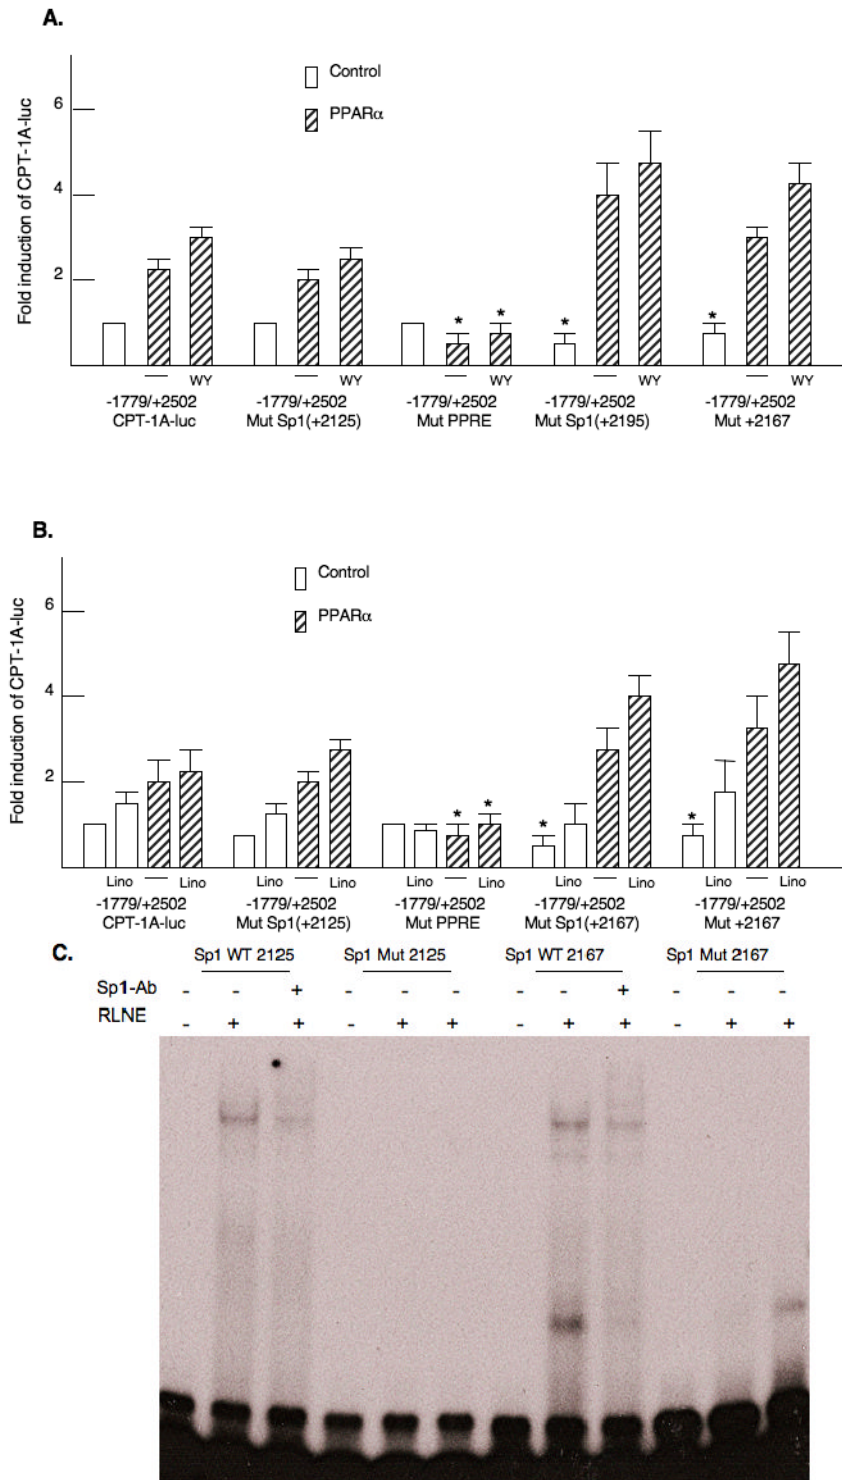 A.
Control
PPARα
Fold induction of CPT-1A-luc
6
4
2
* * * *
WY WY WY WY WY
-1779/+2502 -1779/+2502 -1779/+2502 -1779/+2502 -1779/+2502
CPT-1A-luc Mut Sp1(+2125) Mut PPRE Mut Sp1(+2195) Mut +2167
B.
Control
PPARα
Fold induction of CPT-1A-luc
6
4
2
* * * *
Lino Lino Lino Lino Lino Lino Lino Lino Lino Lino
-1779/+2502 -1779/+2502 -1779/+2502 -1779/+2502 -1779/+2502
CPT-1A-luc Mut Sp1(+2125) Mut PPRE Mut Sp1(+2167) Mut +2167
C.
Sp1 WT 2125 Sp1 Mut 2125 Sp1 WT 2167 Sp1 Mut 2167
Sp1-Ab - - + - - - - - + - - -
RLNE - + + - + + - + + - + +